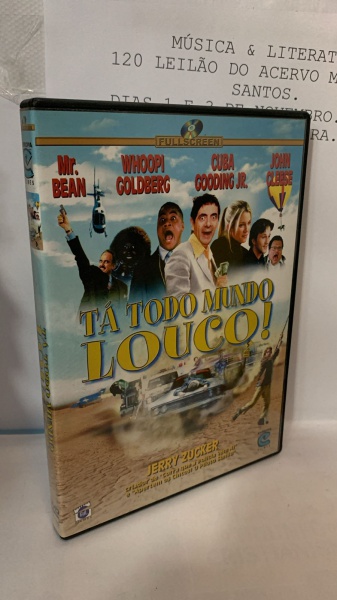 MÚSICA & LITERAT
120 LEILÃO DO ACERVO M
SANTOS.
DIAS 1 E 2 DE NOVEMBRO.
RA.
FULLSCREEN
Mr. BEAN
WHOOPI GOLDBERG
CUBA GOODING JR.
JOHN CLEESE
TÁ TODO MUNDO
LOUCO!
JERRY ZUCKER